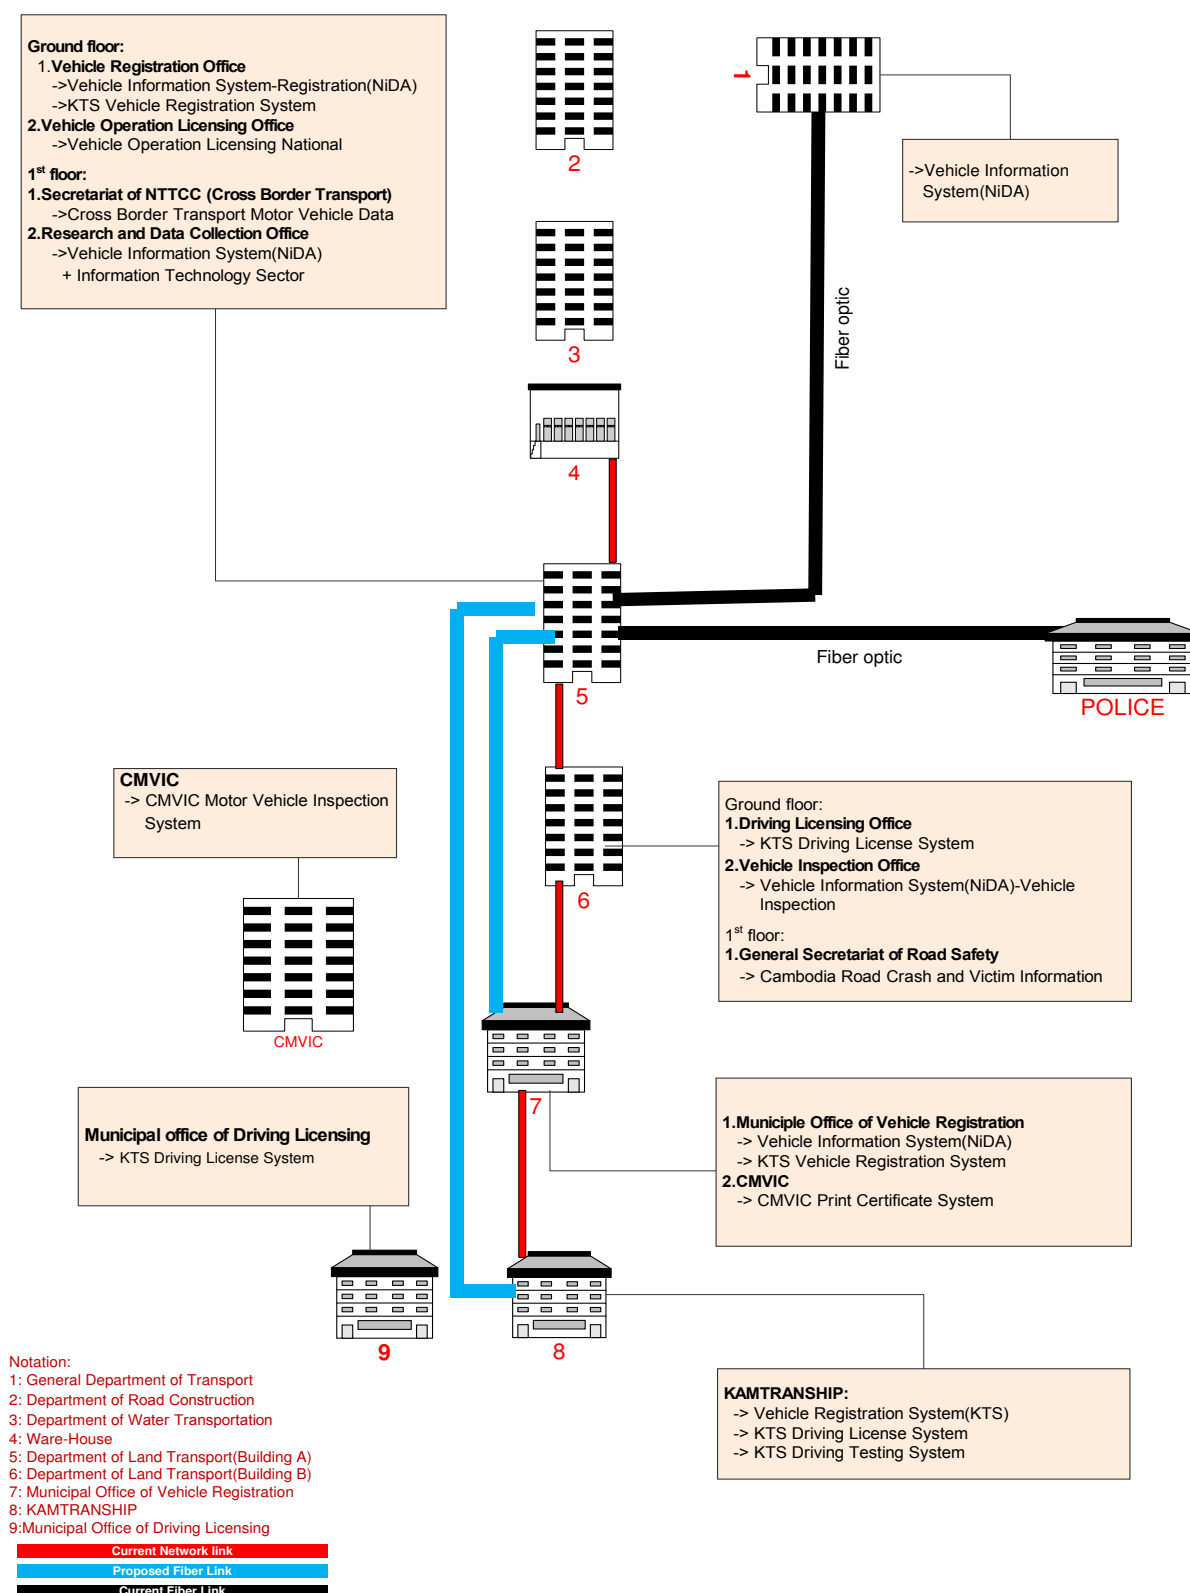 Ground floor:
1.Vehicle Registration Office
->Vehicle Information System-Registration(NiDA)
->KTS Vehicle Registration System
2.Vehicle Operation Licensing Office
->Vehicle Operation Licensing National
1st floor:
1.Secretariat of NTTCC (Cross Border Transport)
->Cross Border Transport Motor Vehicle Data
2.Research and Data Collection Office
->Vehicle Information System(NiDA)
+ Information Technology Sector
2
1
->Vehicle Information
System(NiDA)
3
Fiber optic
4
5
Fiber optic
POLICE
CMVIC
-> CMVIC Motor Vehicle Inspection
System
CMVIC
6
Ground floor:
1.Driving Licensing Office
-> KTS Driving License System
2.Vehicle Inspection Office
-> Vehicle Information System(NiDA)-Vehicle
Inspection
1st floor:
1.General Secretariat of Road Safety
-> Cambodia Road Crash and Victim Information
7
Municipal office of Driving Licensing
-> KTS Driving License System
1.Municiple Office of Vehicle Registration
-> Vehicle Information System(NiDA)
-> KTS Vehicle Registration System
2.CMVIC
-> CMVIC Print Certificate System
9
8
KAMTRANSHIP:
-> Vehicle Registration System(KTS)
-> KTS Driving License System
-> KTS Driving Testing System
Notation:
1: General Department of Transport
2: Department of Road Construction
3: Department of Water Transportation
4: Ware-House
5: Department of Land Transport(Building A)
6: Department of Land Transport(Building B)
7: Municipal Office of Vehicle Registration
8: KAMTRANSHIP
9:Municipal Office of Driving Licensing
Current Network link
Proposed Fiber Link
Current Fiber Link